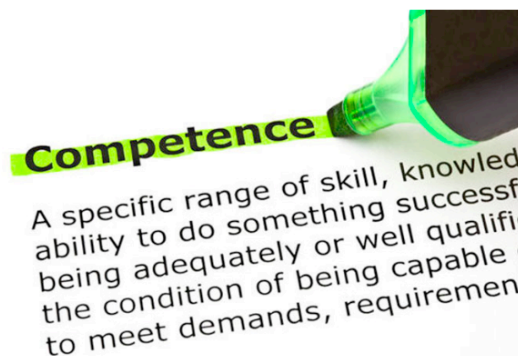 Competence
A specific range of skill, knowled
ability to do something successf
being adequately or well qualifi
the condition of being capable
to meet demands, requiremen